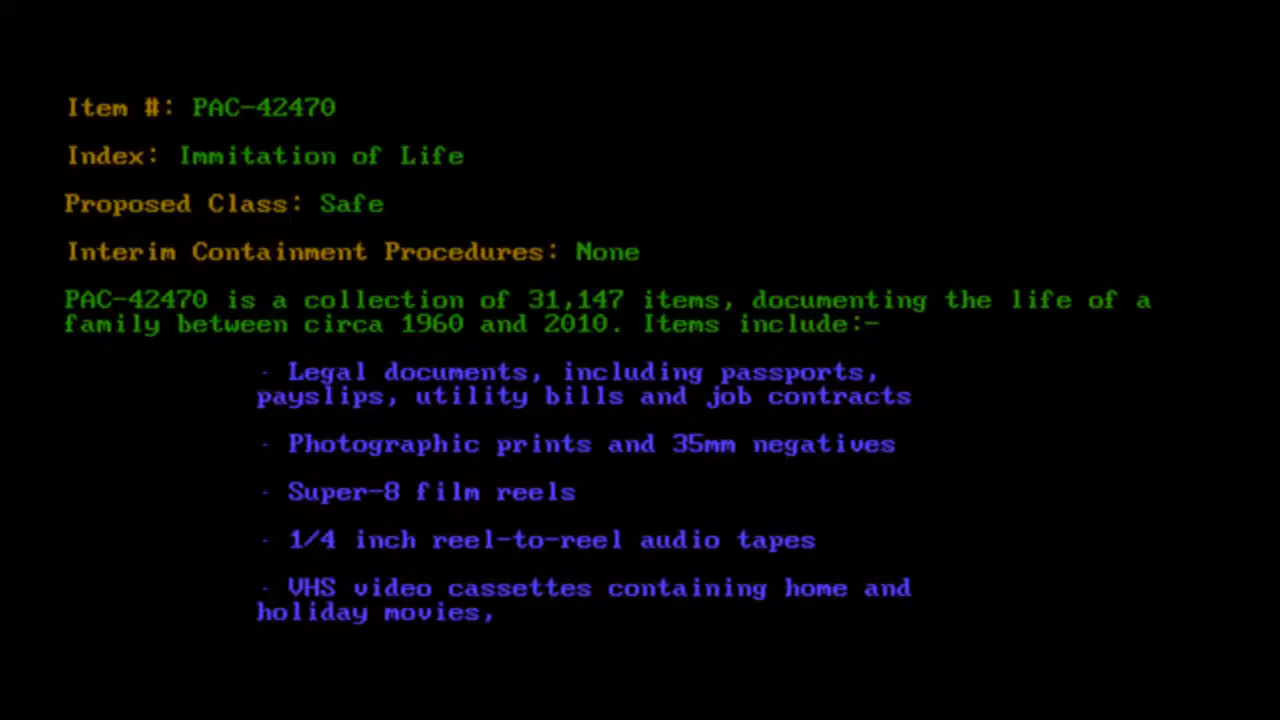 Item #: PAC-42470
Index: Immitation of Life
Proposed Class: Safe
Interim Containment Procedures: None
PAC-42470 is a collection of 31,147 items, documenting the life of a
family between circa 1960 and 2010. Items include:-
· Legal documents, including passports,
payslips, utility bills and job contracts
· Photographic prints and 35mm negatives
· Super-8 film reels
· 1/4 inch reel-to-reel audio tapes
· VHS video cassettes containing home and
holiday movies,